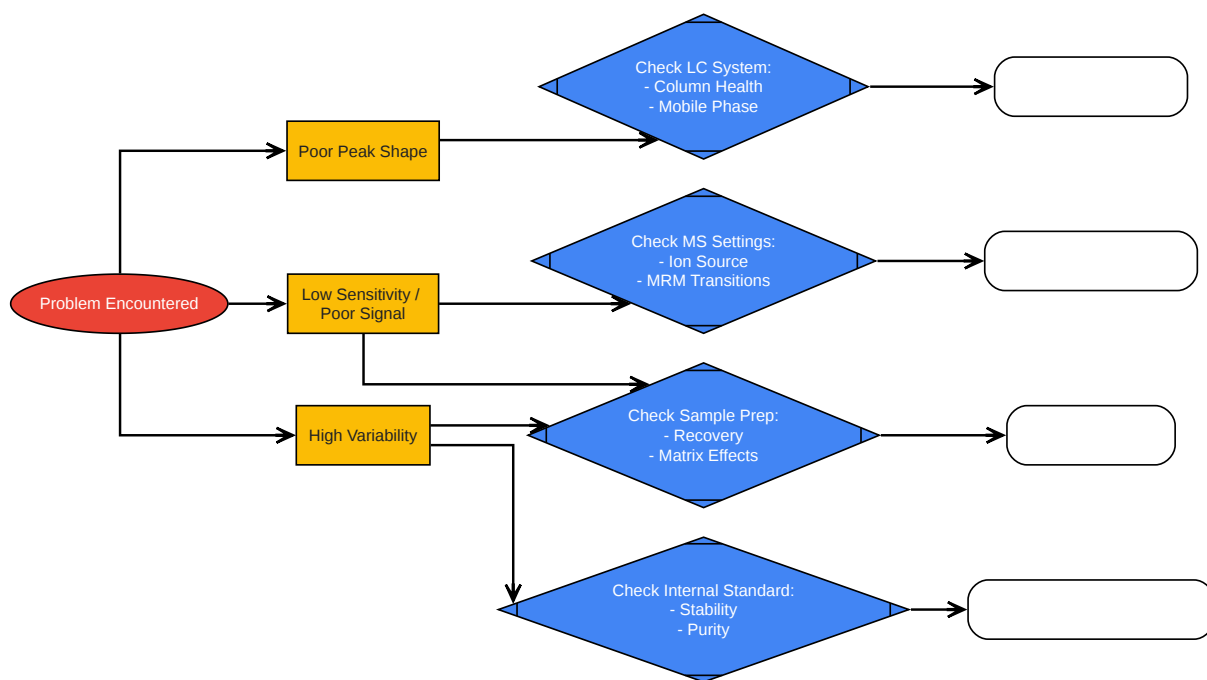 Check LC System:
- Column Health
- Mobile Phase
Poor Peak Shape
Check MS Settings:
- Ion Source
- MRM Transitions
Problem Encountered
Low Sensitivity /
Poor Signal
Check Sample Prep:
- Recovery
- Matrix Effects
High Variability
Check Internal Standard:
- Stability
- Purity